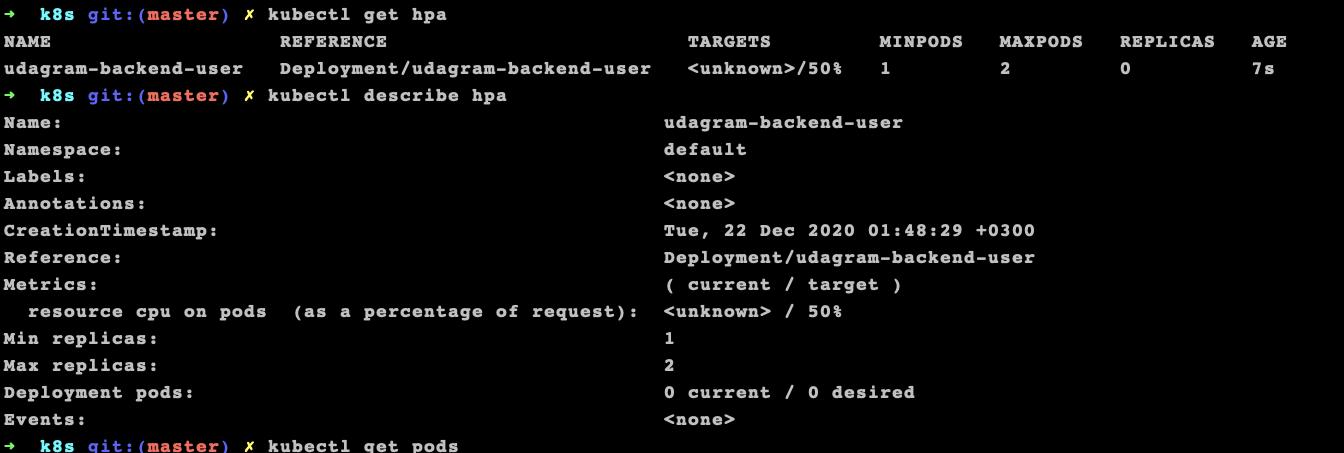 ➜  k8s git:(master) ✗ kubectl get hpa
NAME                   REFERENCE                         TARGETS         MINPODS   MAXPODS   REPLICAS   AGE
udagram-backend-user   Deployment/udagram-backend-user   <unknown>/50%   1         2         0          7s
➜  k8s git:(master) ✗ kubectl describe hpa
Name:                                                  udagram-backend-user
Namespace:                                             default
Labels:                                                <none>
Annotations:                                           <none>
CreationTimestamp:                                     Tue, 22 Dec 2020 01:48:29 +0300
Reference:                                             Deployment/udagram-backend-user
Metrics:                                               ( current / target )
  resource cpu on pods  (as a percentage of request):  <unknown> / 50%
Min replicas:                                          1
Max replicas:                                          2
Deployment pods:                                       0 current / 0 desired
Events:                                                <none>
➜  k8s git:(master) ✗ kubectl get pods